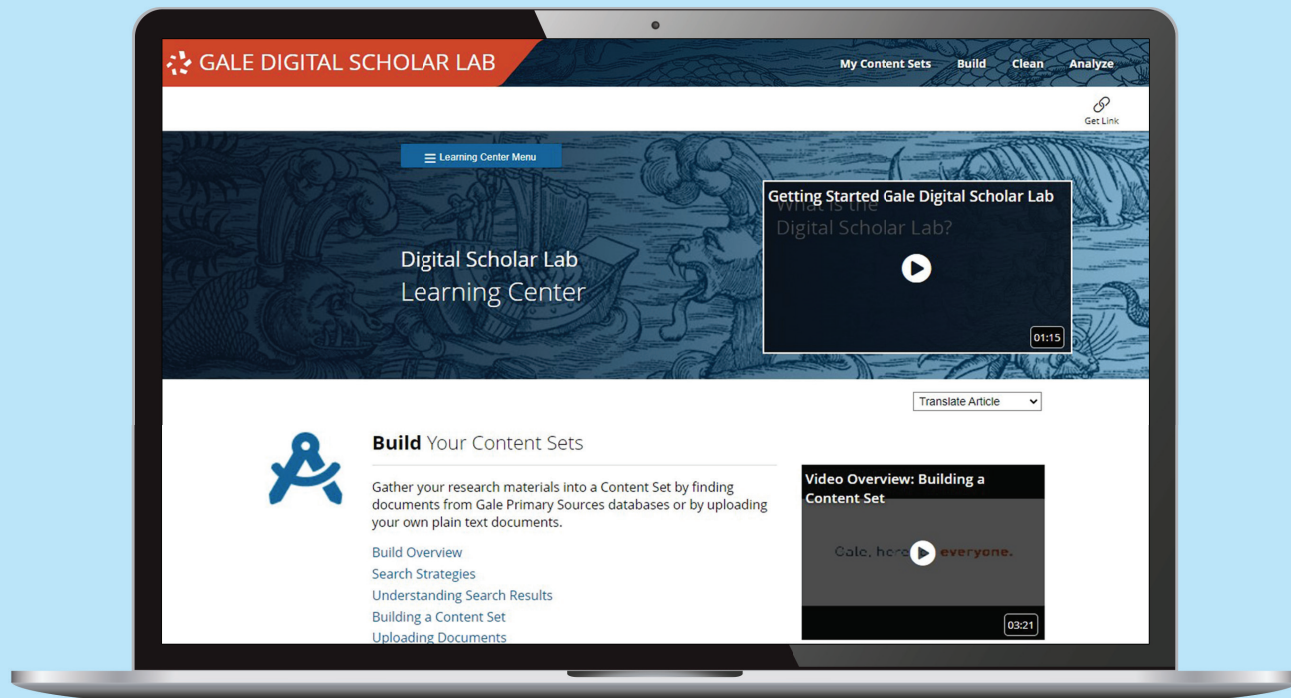 GALE DIGITAL SCHOLAR LAB
My Content Sets Build Clean Analyze
Get Link
Learning Center Menu
Getting Started Gale Digital Scholar Lab
What is the
Digital Scholar Lab?
01:15
Digital Scholar Lab
Learning Center
Translate Article
Build Your Content Sets
Gather your research materials into a Content Set by finding
documents from Gale Primary Sources databases or by uploading
your own plain text documents.
Build Overview
Search Strategies
Understanding Search Results
Building a Content Set
Uploading Documents
Video Overview: Building a
Content Set
Gale, here everyone.
03:21